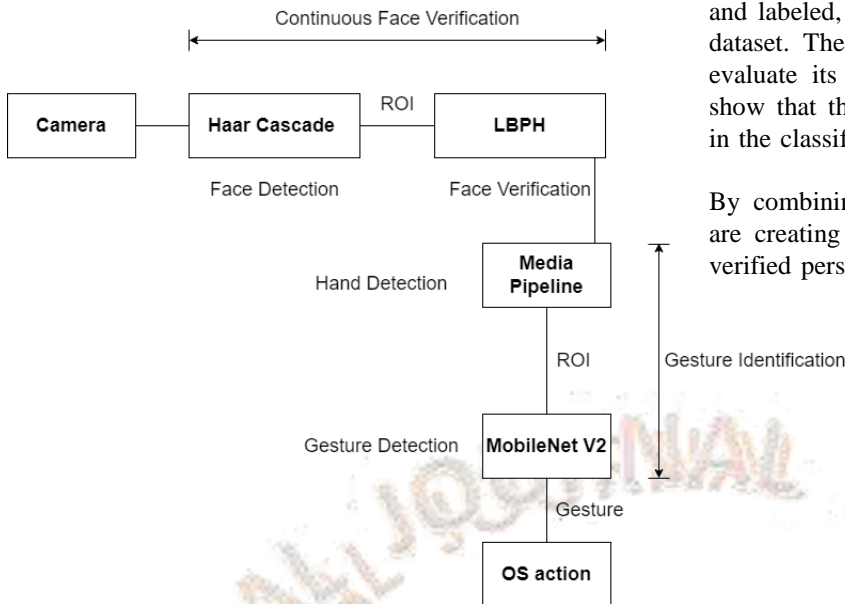 Continuous Face Verification
Camera
Haar Cascade
ROI
LBPH
Face Detection
Face Verification
Hand Detection
Media
Pipeline
ROI
Gesture Identification
Gesture Detection
MobileNet V2
Gesture
OS action
and labeled,
dataset. The
evaluate its
show that th
in the classif
By combinin
are creating
verified pers
JOURNAL